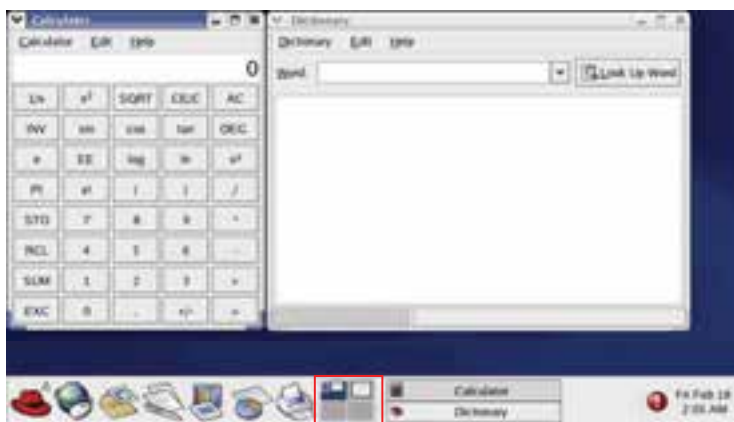 Calculator
Calculator Edit Help
0
1/x x² SQRT CE/C AC
INV sin cos tan DEG
e EE log ln
PI x! ( ) /
STO 7 8 9 *
RCL 4 5 6 -
SUM 1 2 3 +
EXC 0 . +/- =
Dictionary
Dictionary Edit Help
Word Look Up Word
Calculator
Dictionary
Fri Feb 18
AM